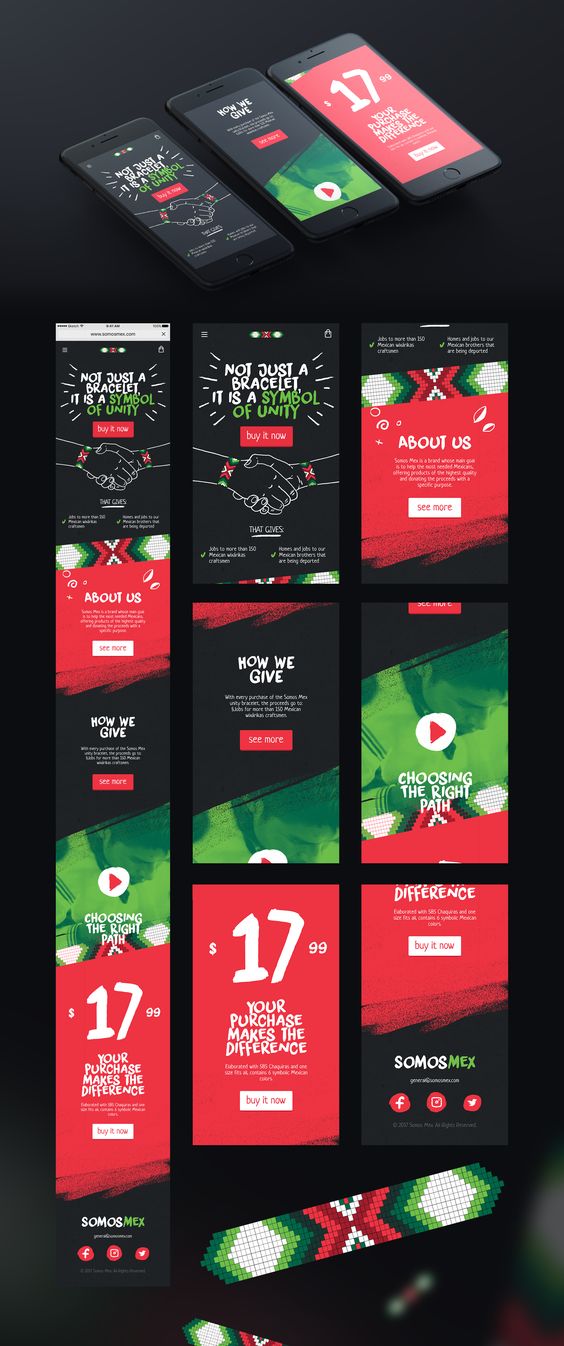 NOT JUST A
BRACELET,
IT IS A SYMBOL
OF UNITY
buy it now
THAT GIVES:
HOW WE
GIVE
see more
$ 17 99
YOUR
PURCHASE
MAKES THE
DIFFERENCE
buy it now
9:41 AM
100%
www.somosmex.com
NOT JUST A
BRACELET,
IT IS A SYMBOL
OF UNITY
buy it now
THAT GIVES:
Jobs to more than 150
Mexican wixárikas
craftsmen
Homes and jobs to our
Mexican brothers that
are being deported
ABOUT US
Somos Mex is a brand whose main goal
is to help the most needed Mexicans,
offering products of the highest quality
and donating the proceeds with a
specific purpose.
see more
HOW WE
GIVE
With every purchase of the Somos Mex
unity bracelet, the proceeds go to:
1Jobs for more than 150 Mexican
wixárikas craftsmen
see more
CHOOSING
THE RIGHT
PATH
$ 17 99
YOUR
PURCHASE
MAKES THE
DIFFERENCE
Elaborated with SBS Chaquiras and one
size fits all, contains 6 symbolic Mexican
colors.
buy it now
SOMOSMEX
general@somosmex.com
© 2017 Somos Mex. All Rights Reserved.
NOT JUST A
BRACELET,
IT IS A SYMBOL
OF UNITY
buy it now
THAT GIVES:
Jobs to more than 150
Mexican wixárikas
craftsmen
Homes and jobs to our
Mexican brothers that
are being deported
Jobs to more than 150
Mexican wixárikas
craftsmen
Homes and jobs to our
Mexican brothers that
are being deported
ABOUT US
Somos Mex is a brand whose main goal
is to help the most needed Mexicans,
offering products of the highest quality
and donating the proceeds with a
specific purpose.
see more
HOW WE
GIVE
With every purchase of the Somos Mex
unity bracelet, the proceeds go to:
1Jobs for more than 150 Mexican
wixárikas craftsmen
see more
see more
CHOOSING
THE RIGHT
PATH
$ 17 99
YOUR
PURCHASE
MAKES THE
DIFFERENCE
Elaborated with SBS Chaquiras and one
size fits all, contains 6 symbolic Mexican
colors.
buy it now
DIFFERENCE
Elaborated with SBS Chaquiras and one
size fits all, contains 6 symbolic Mexican
colors.
buy it now
SOMOSMEX
general@somosmex.com
© 2017 Somos Mex. All Rights Reserved.